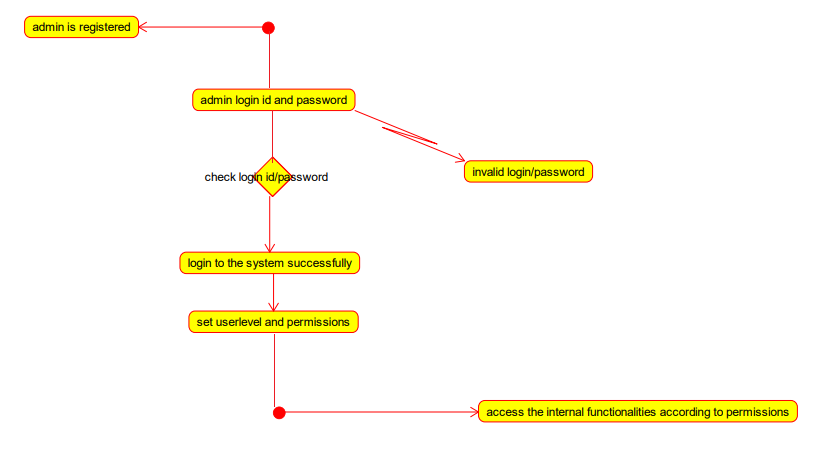 admin is registered
admin login id and password
check login id/password
invalid login/password
login to the system successfully
set userlevel and permissions
access the internal functionalities according to permissions